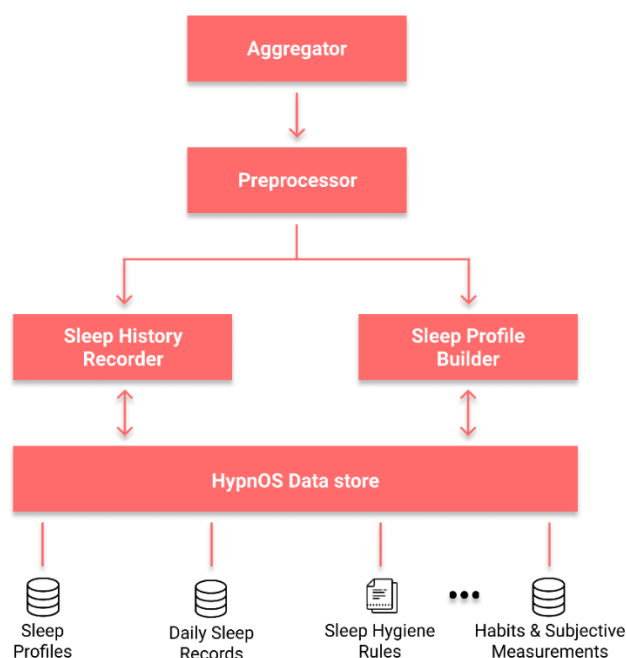 Aggregator
Preprocessor
Sleep History
Recorder
Sleep Profile
Builder
HypnOS Data store
Sleep
Profiles
Daily Sleep
Records
Sleep Hygiene
Rules
Habits & Subjective
Measurements